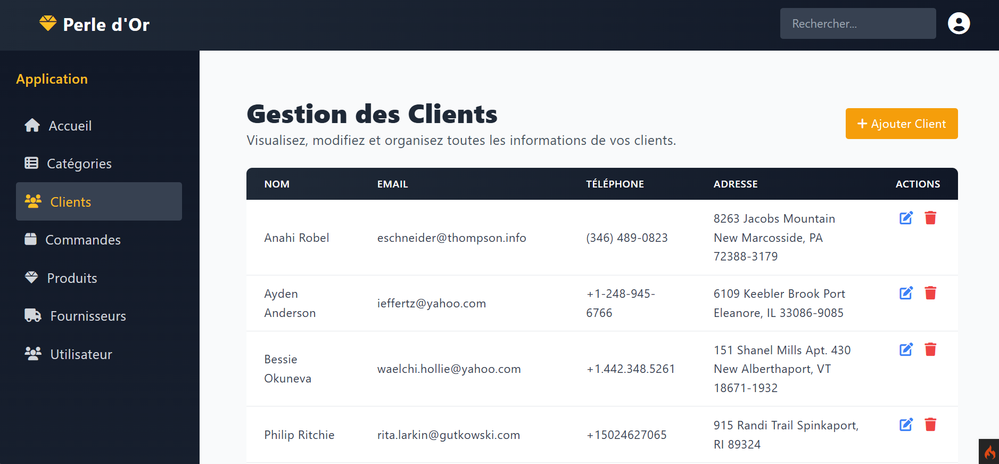 Perle d'Or
Rechercher...
Application
Accueil
Catégories
Clients
Commandes
Produits
Fournisseurs
Utilisateur
Gestion des Clients
Visualisez, modifiez et organisez toutes les informations de vos clients.
+ Ajouter Client
NOM EMAIL TÉLÉPHONE ADRESSE ACTIONS
Anahi Robel
eschneider@thompson.info
(346) 489-0823
8263 Jacobs Mountain
New Marcosside, PA
72388-3179
Ayden
Anderson
ieffertz@yahoo.com
+1-248-945-
6766
6109 Keebler Brook Port
Eleanore, IL 33086-9085
Bessie
Okuneva
waelchi.hollie@yahoo.com
+1.442.348.5261
151 Shanel Mills Apt. 430
New Alberthaport, VT
18671-1932
Philip Ritchie
rita.larkin@gutkowski.com
+15024627065
915 Randi Trail Spinkaport,
RI 89324